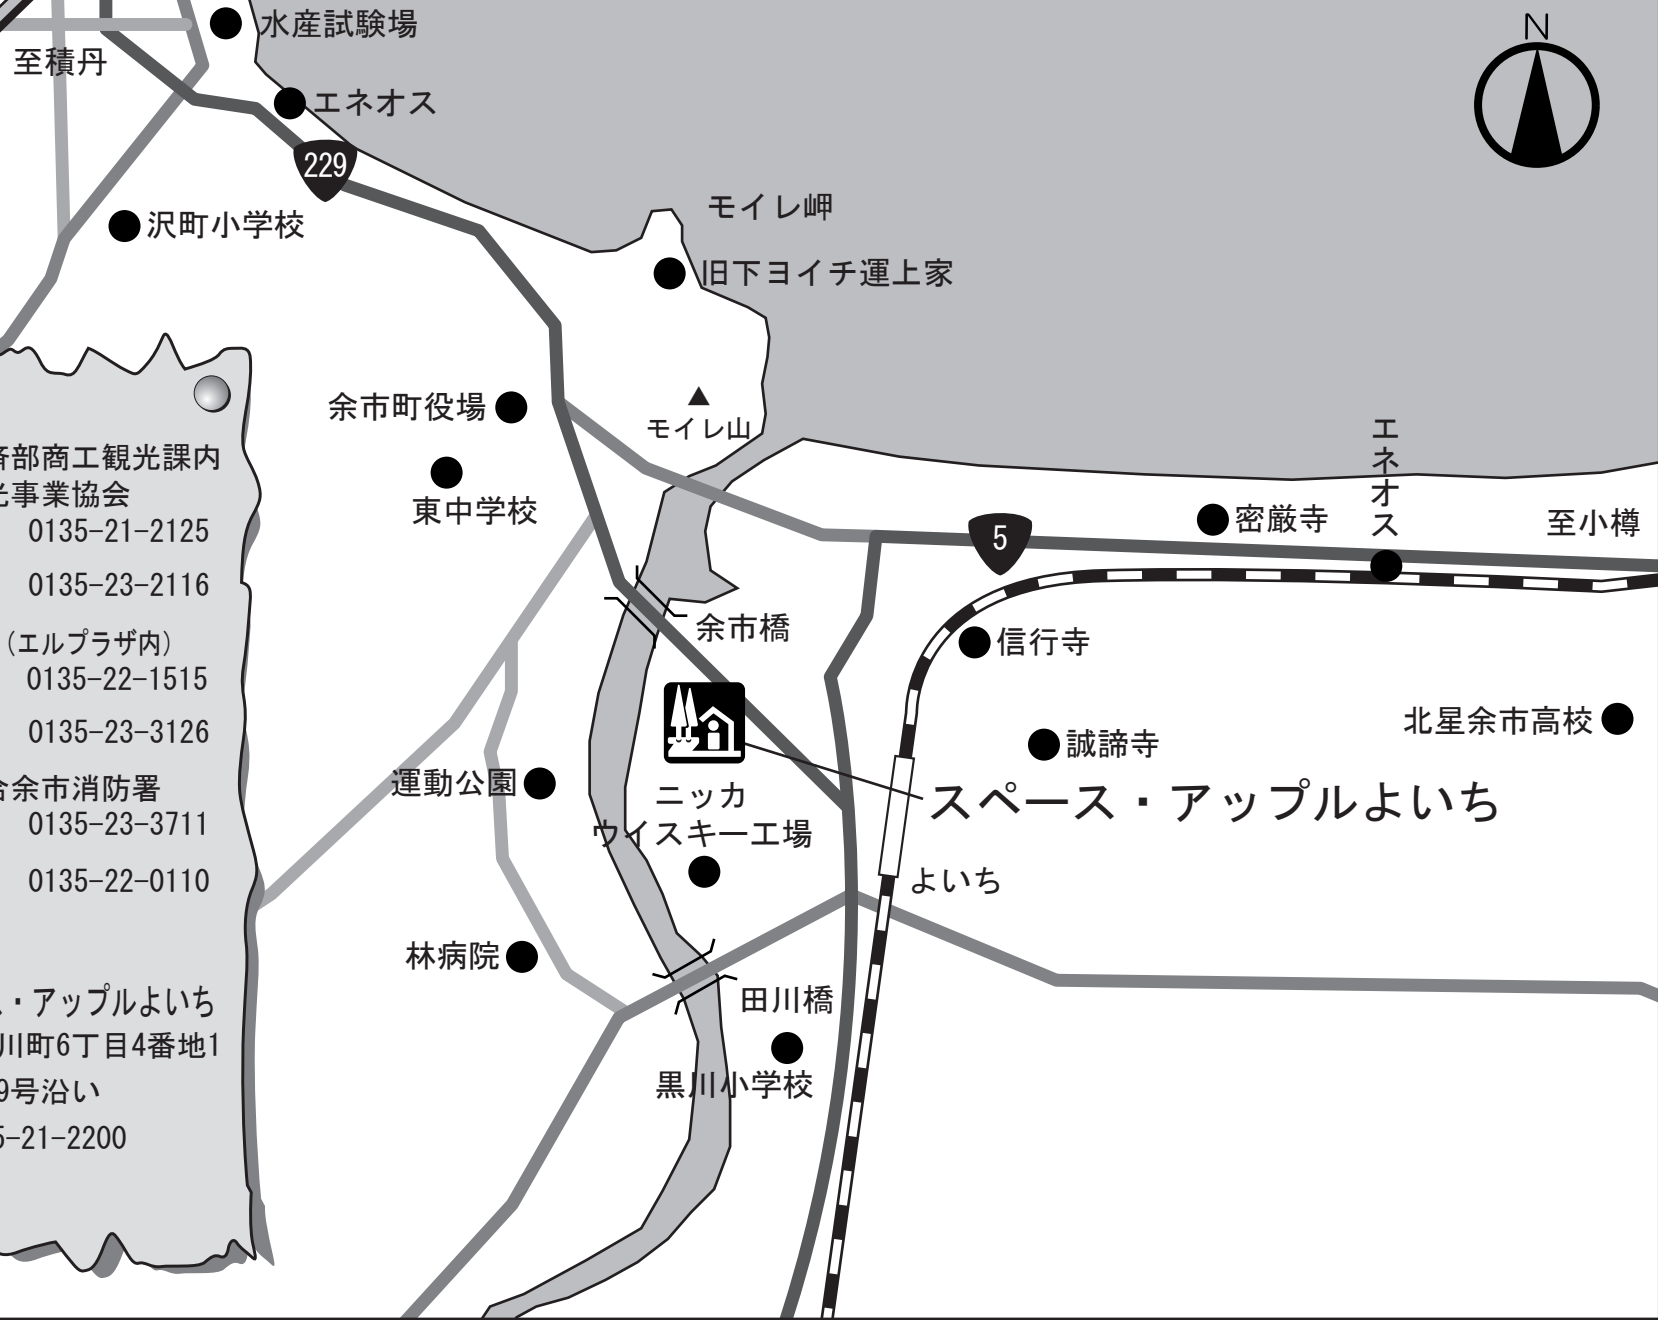 水産試験場
至積丹
エネオス
229
沢町小学校
モイレ岬
旧下ヨイチ運上家
N
余市町役場
モイレ山
東中学校
エネオス
密厳寺
至小樽
5
余市橋
信行寺
北星余市高校
誠諦寺
スペース・アップルよいち
運動公園
ニッカ
ウイスキー工場
よいち
林病院
田川橋
黒川小学校
部商工観光課内
事業協会
0135-21-2125
0135-23-2116
(エルプラザ内)
0135-22-1515
0135-23-3126
余市消防署
0135-23-3711
0135-22-0110
・アップルよいち
川町6丁目4番地1
9号沿い
5-21-2200